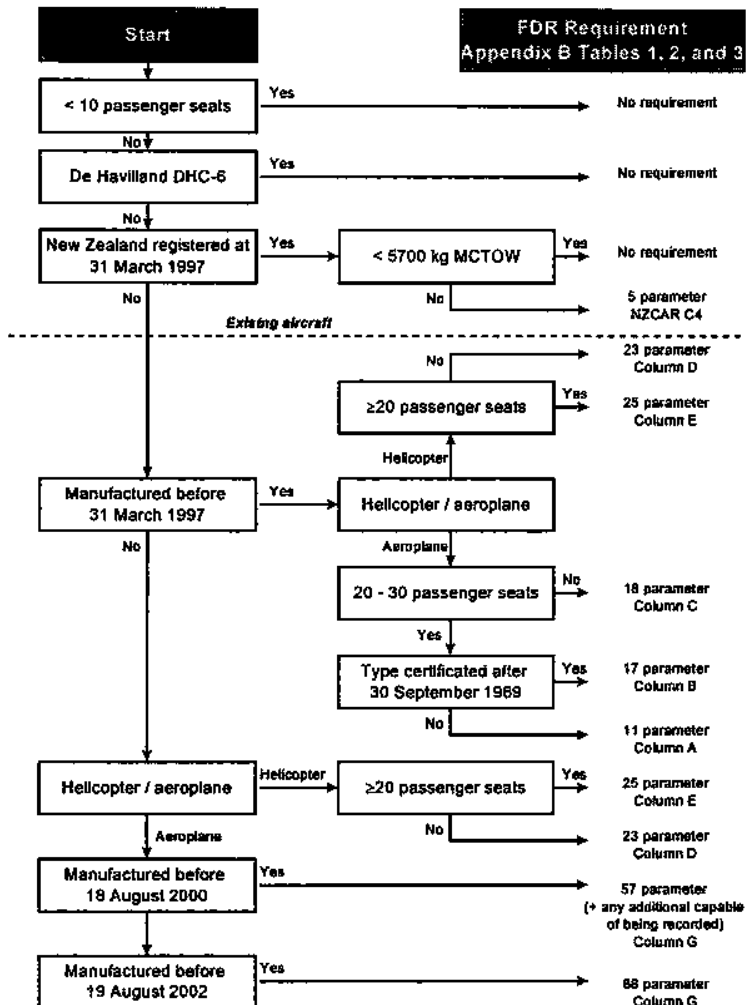 Start
FDR Requirement
Appendix B Tables 1, 2, and 3
< 10 passenger seats
Yes
No requirement
No
De Havilland DHC-6
Yes
No requirement
No
New Zealand registered at
31 March 1997
Yes
< 5700 kg MCTOW
Yes
No requirement
No
No
5 parameter
NZCAR C4
Existing aircraft
No
23 parameter
Column D
≥20 passenger seats
Yes
25 parameter
Column E
Helicopter
Manufactured before
31 March 1997
Yes
Helicopter / aeroplane
No
Aeroplane
20 - 30 passenger seats
No
18 parameter
Column C
Yes
Type certificated after
30 September 1969
Yes
17 parameter
Column B
No
11 parameter
Column A
Helicopter / aeroplane
Helicopter
≥20 passenger seats
Yes
25 parameter
Column E
No
23 parameter
Column D
Aeroplane
Manufactured before
18 August 2000
Yes
57 parameter
(+ any additional capable
of being recorded)
Column G
Manufactured before
19 August 2002
Yes
88 parameter
Column G